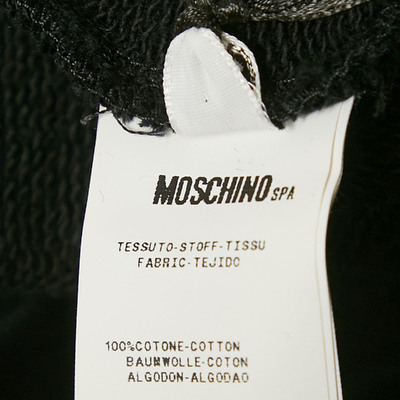 MOSCHINO SPA
TESSUTO-STOFF-TISSU
FABRIC-TEJIDO
100%COTONE-COTTON
BAUMWOLLE-COTON
ALGODON-ALGODAO